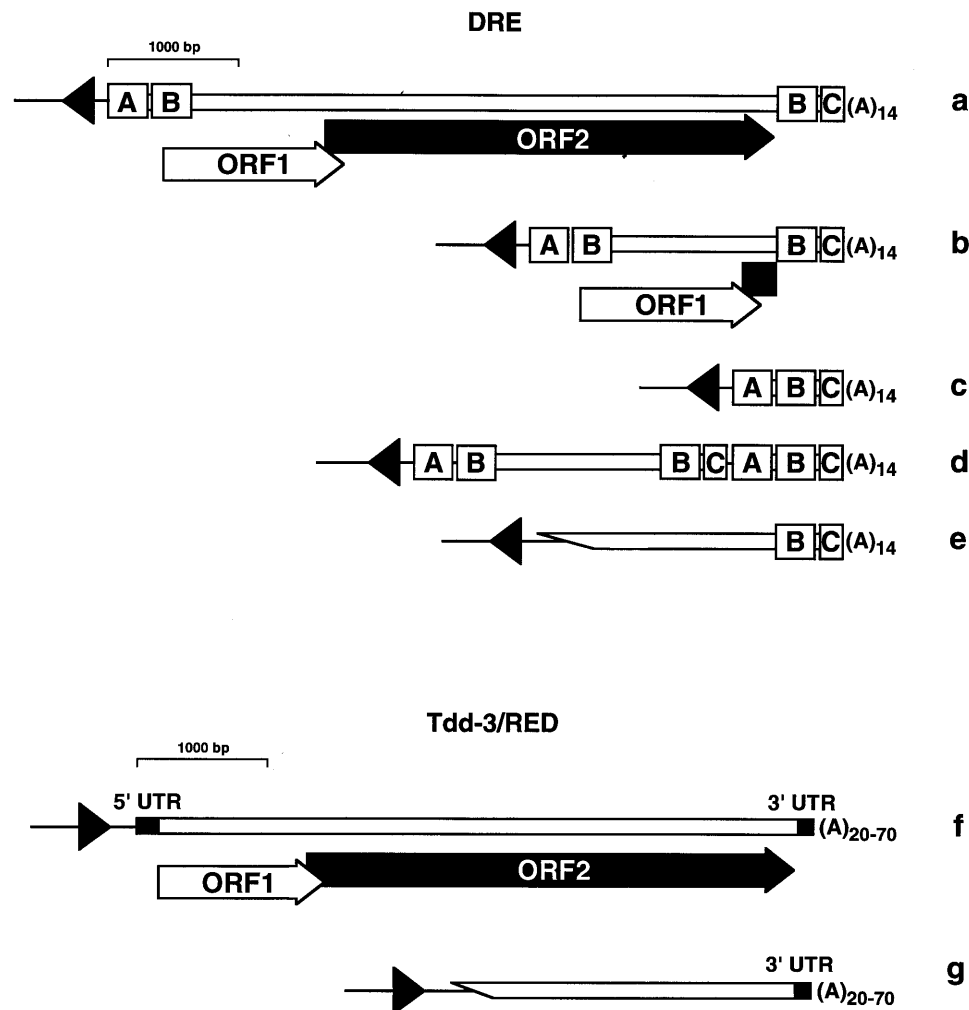 DRE
1000 bp
A B B C (A)14 a
ORF2
ORF1
A B B C (A)14 b
ORF1
A B C (A)14 c
A B B C A B C (A)14 d
B C (A)14 e
Tdd-3/RED
1000 bp
5' UTR 3' UTR
(A)20-70 f
ORF2
ORF1
3' UTR g
(A)20-70